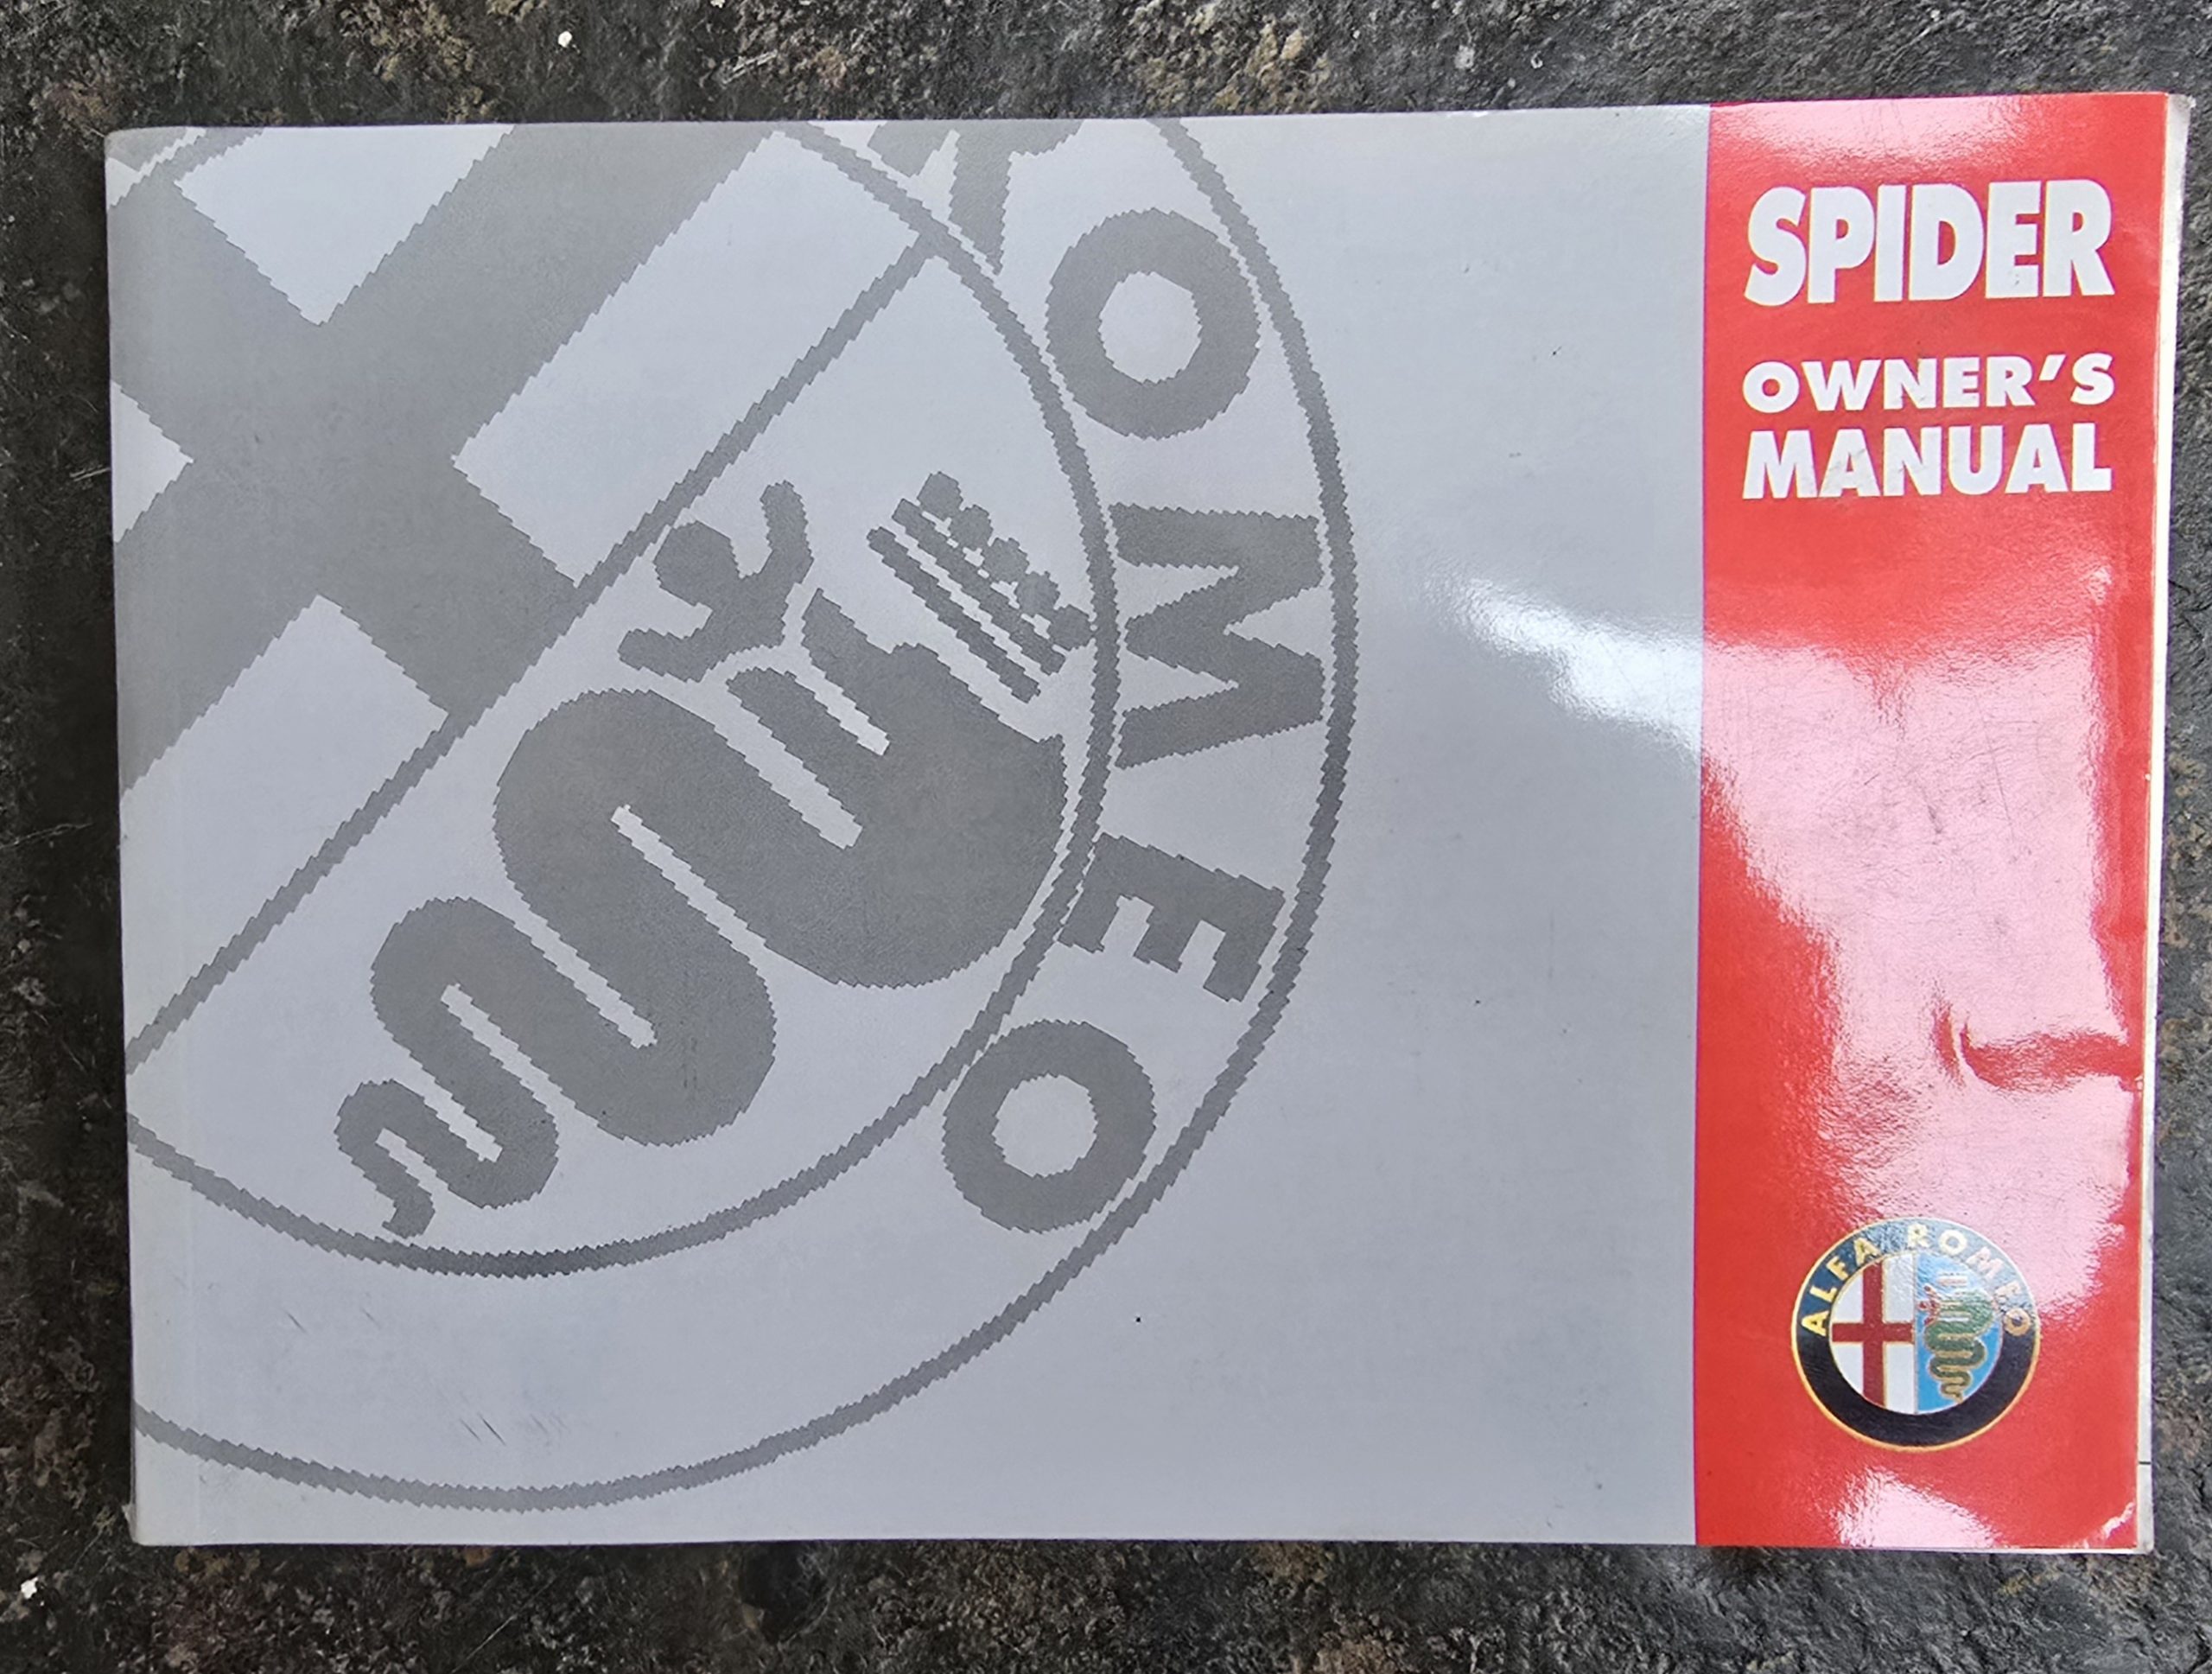 SPIDER
OWNER'S
MANUAL
ROMEO
ALFA ROMEO